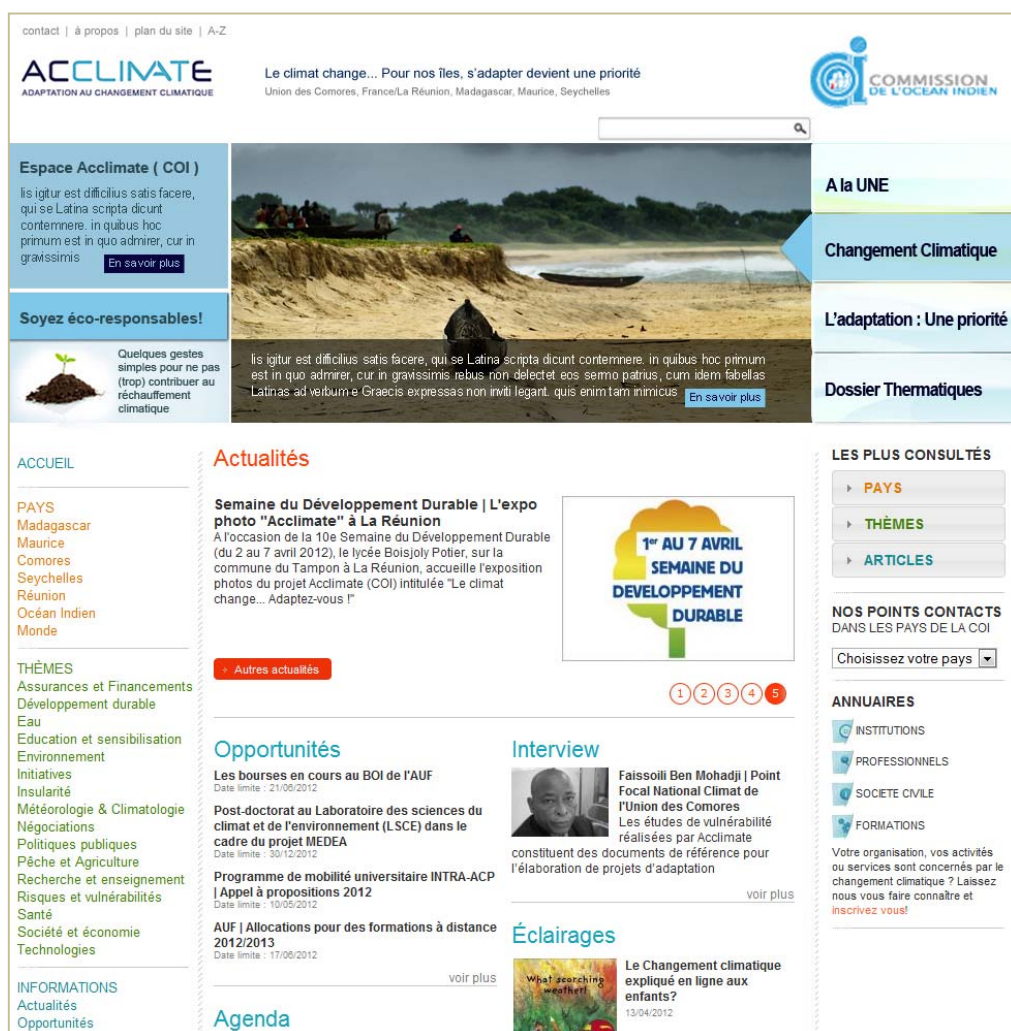 contact | à propos | plan du site | A-Z
ACCLIMATE
ADAPTATION AU CHANGEMENT CLIMATIQUE
Le climat change... Pour nos îles, s'adapter devient une priorité
Union des Comores, France/La Réunion, Madagascar, Maurice, Seychelles
COMMISSION
DE L'OCEAN INDIEN
Espace Acclimate ( COI )
Iis igitur est difficilius satis facere,
qui se Latina scripta dicunt
contemnere. in quibus hoc
primum est in quo admirer, cur in
gravissimis
En savoir plus
Soyez éco-responsables!
Quelques gestes
simples pour ne pas
(trop) contribuer au
réchauffement
climatique
Iis igitur est difficilius satis facere, qui se Latina scripta dicunt contemnere. in quibus hoc primum
est in quo admirer, cur in gravissimis rebus non delectet eos sermo patrius, cum idem fabellas
Latinas ad verbum e Graecis expressas non inviti legant. quis enim tam inimicus
En savoir plus
A la UNE
Changement Climatique
L'adaptation : Une priorité
Dossier Thermatiques
ACCUEIL
PAYS
Madagascar
Maurice
Comores
Seychelles
Réunion
Océan Indien
Monde
THÈMES
Assurances et Financements
Développement durable
Eau
Education et sensibilisation
Environnement
Initiatives
Insularité
Météorologie & Climatologie
Négociations
Politiques publiques
Pêche et Agriculture
Recherche et enseignement
Risques et vulnérabilités
Santé
Société et économie
Technologies
INFORMATIONS
Actualités
Opportunités
Actualités
Semaine du Développement Durable | L'expo
photo "Acclimate" à La Réunion
A l'occasion de la 10e Semaine du Développement Durable
(du 2 au 7 avril 2012), le lycée Boisjoly Potier, sur la
commune du Tampon à La Réunion, accueille l'exposition
photos du projet Acclimate (COI) intitulée "Le climat
change... Adaptez-vous !"
1er AU 7 AVRIL
SEMAINE DU
DEVELOPPEMENT
DURABLE
Autres actualités
1 2 3 4 5
Opportunités
Les bourses en cours au BOI de l'AUF
Date limite : 21/06/2012
Post-doctorat au Laboratoire des sciences du
climat et de l'environnement (LSCE) dans le
cadre du projet MEDEA
Date limite : 30/12/2012
Programme de mobilité universitaire INTRA-ACP
| Appel à propositions 2012
Date limite : 10/05/2012
AUF | Allocations pour des formations à distance
2012/2013
Date limite : 17/06/2012
voir plus
Agenda
Interview
Faissoili Ben Mohadji | Point
Focal National Climat de
l'Union des Comores
Les études de vulnérabilité
réalisées par Acclimate
constituent des documents de référence pour
l'élaboration de projets d'adaptation
voir plus
Éclairages
What scorching
weather!
Le Changement climatique
expliqué en ligne aux
enfants?
13/04/2012
LES PLUS CONSULTÉS
PAYS
THÈMES
ARTICLES
NOS POINTS CONTACTS
DANS LES PAYS DE LA COI
Choisissez votre pays
ANNUAIRES
INSTITUTIONS
PROFESSIONNELS
SOCIETE CIVILE
FORMATIONS
Votre organisation, vos activités
ou services sont concernés par le
changement climatique ? Laissez
nous vous faire connaître et
inscrivez vous!